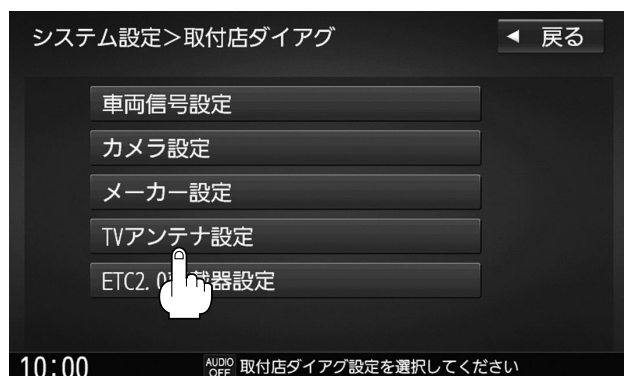 システム設定＞取付店ダイアグ
◀ 戻る
車両信号設定
カメラ設定
メーカー設定
TVアンテナ設定
ETC2.0 載器設定
10:00
AUDIO OFF 取付店ダイアグ設定を選択してください